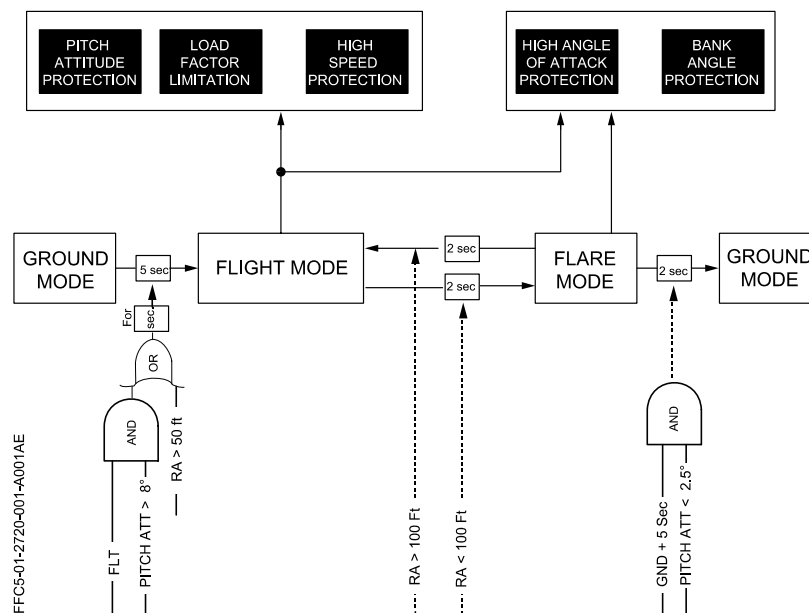 PITCH
ATTITUDE
PROTECTION
LOAD
FACTOR
LIMITATION
HIGH
SPEED
PROTECTION
HIGH ANGLE
OF ATTACK
PROTECTION
BANK
ANGLE
PROTECTION
GROUND
MODE
5 sec
FLIGHT MODE
2 sec
2 sec
FLARE
MODE
2 sec
GROUND
MODE
For
sec.
OR
AND
RA > 50 ft
FLT
PITCH ATT > 8°
RA > 100 Ft
RA < 100 Ft
AND
GND + 5 Sec
PITCH ATT < 2.5°
FFC5-01-2720-001-A001AE